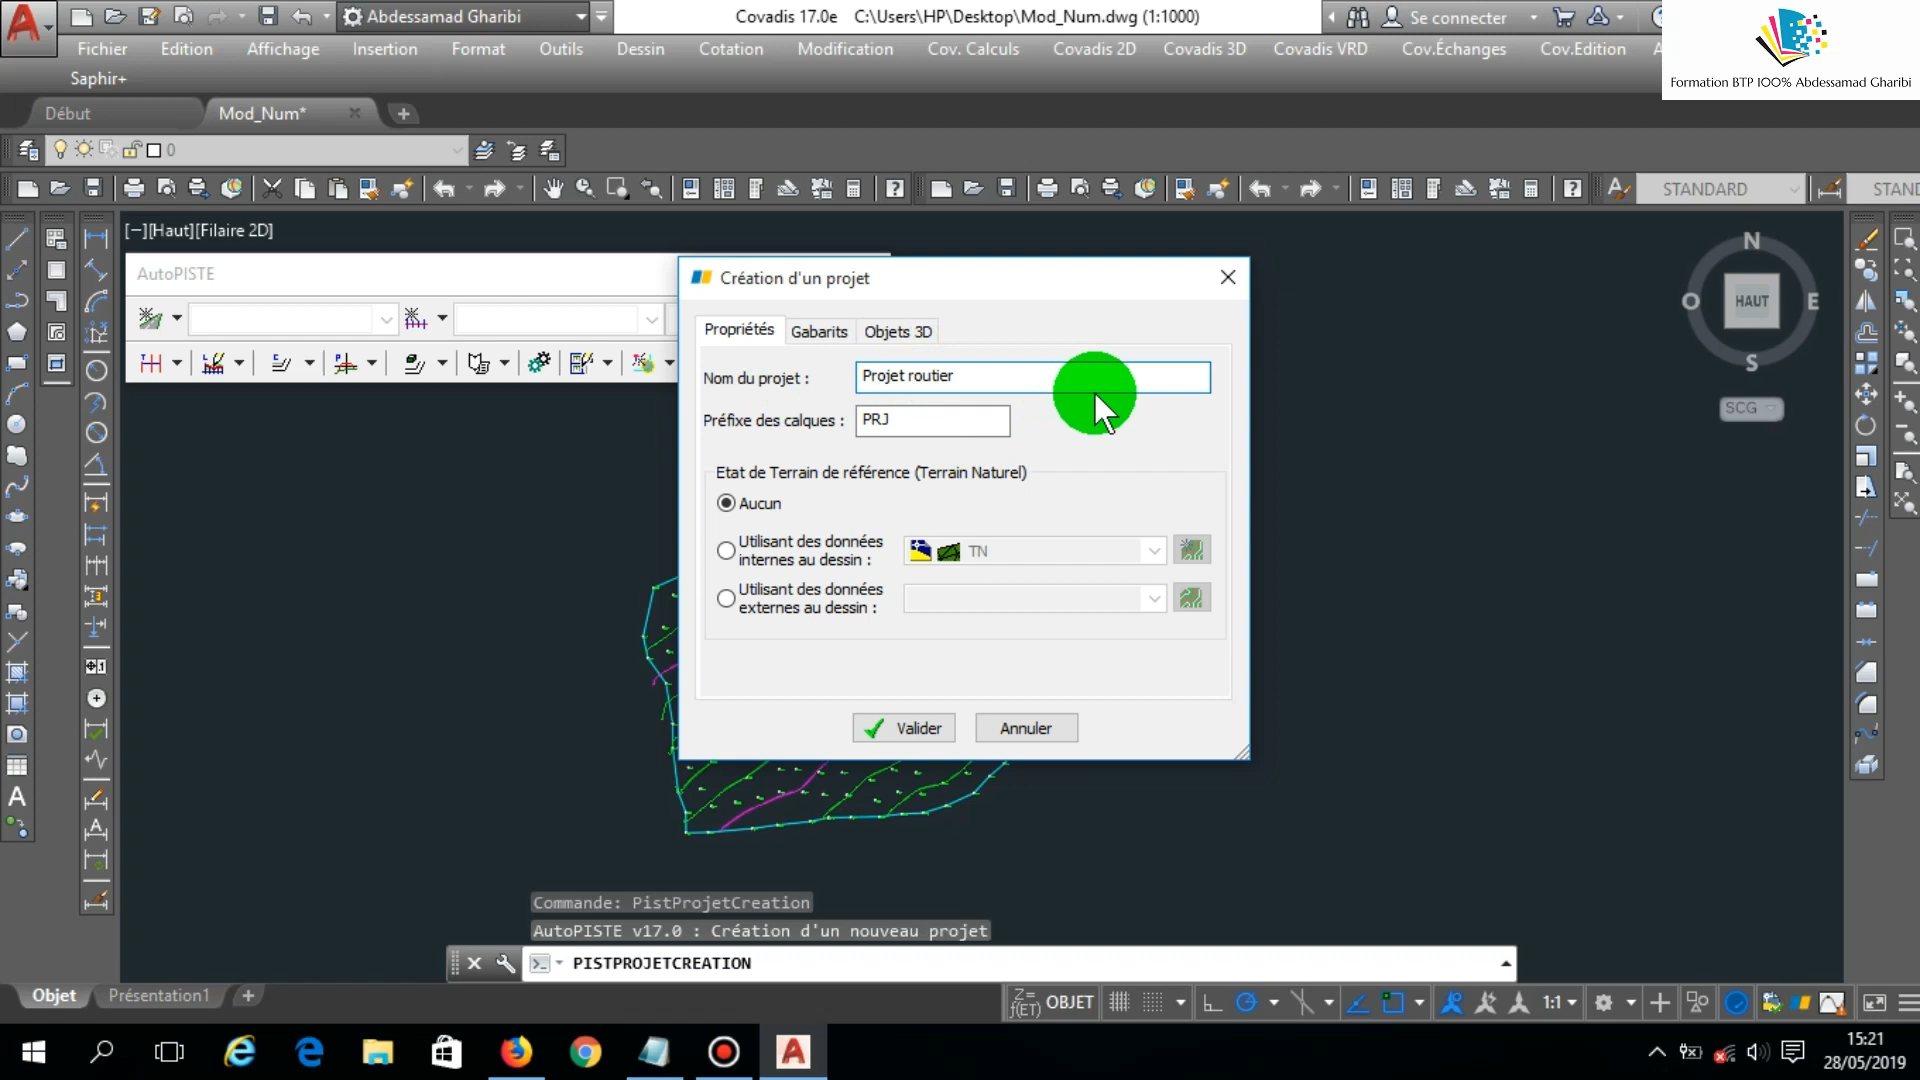 Abdessamad Gharibi
Covadis 17.0e C:\Users\HP\Desktop\Mod_Num.dwg (1:1000)
Se connecter
Fichier Edition Affichage Insertion Format Outils Dessin Cotation Modification Cov. Calculs Covadis 2D Covadis 3D Covadis VRD Cov.Échanges Cov.Edition
Saphir+
Formation BTP 100% Abdessamad Gharibi
Début
Mod_Num*
0
STANDARD
STAND
[−][Haut][Filaire 2D]
N
O HAUT E
S
SCG
AutoPISTE
Création d'un projet
Propriétés Gabarits Objets 3D
Nom du projet : Projet routier
Préfixe des calques : PRJ
Etat de Terrain de référence (Terrain Naturel)
Aucun
Utilisant des données
internes au dessin : TN
Utilisant des données
externes au dessin :
Valider Annuler
Commande: PistProjetCreation
AutoPISTE v17.0 : Création d'un nouveau projet
PISTPROJETCREATION
Objet Présentation1
OBJET
1:1
15:21
28/05/2019